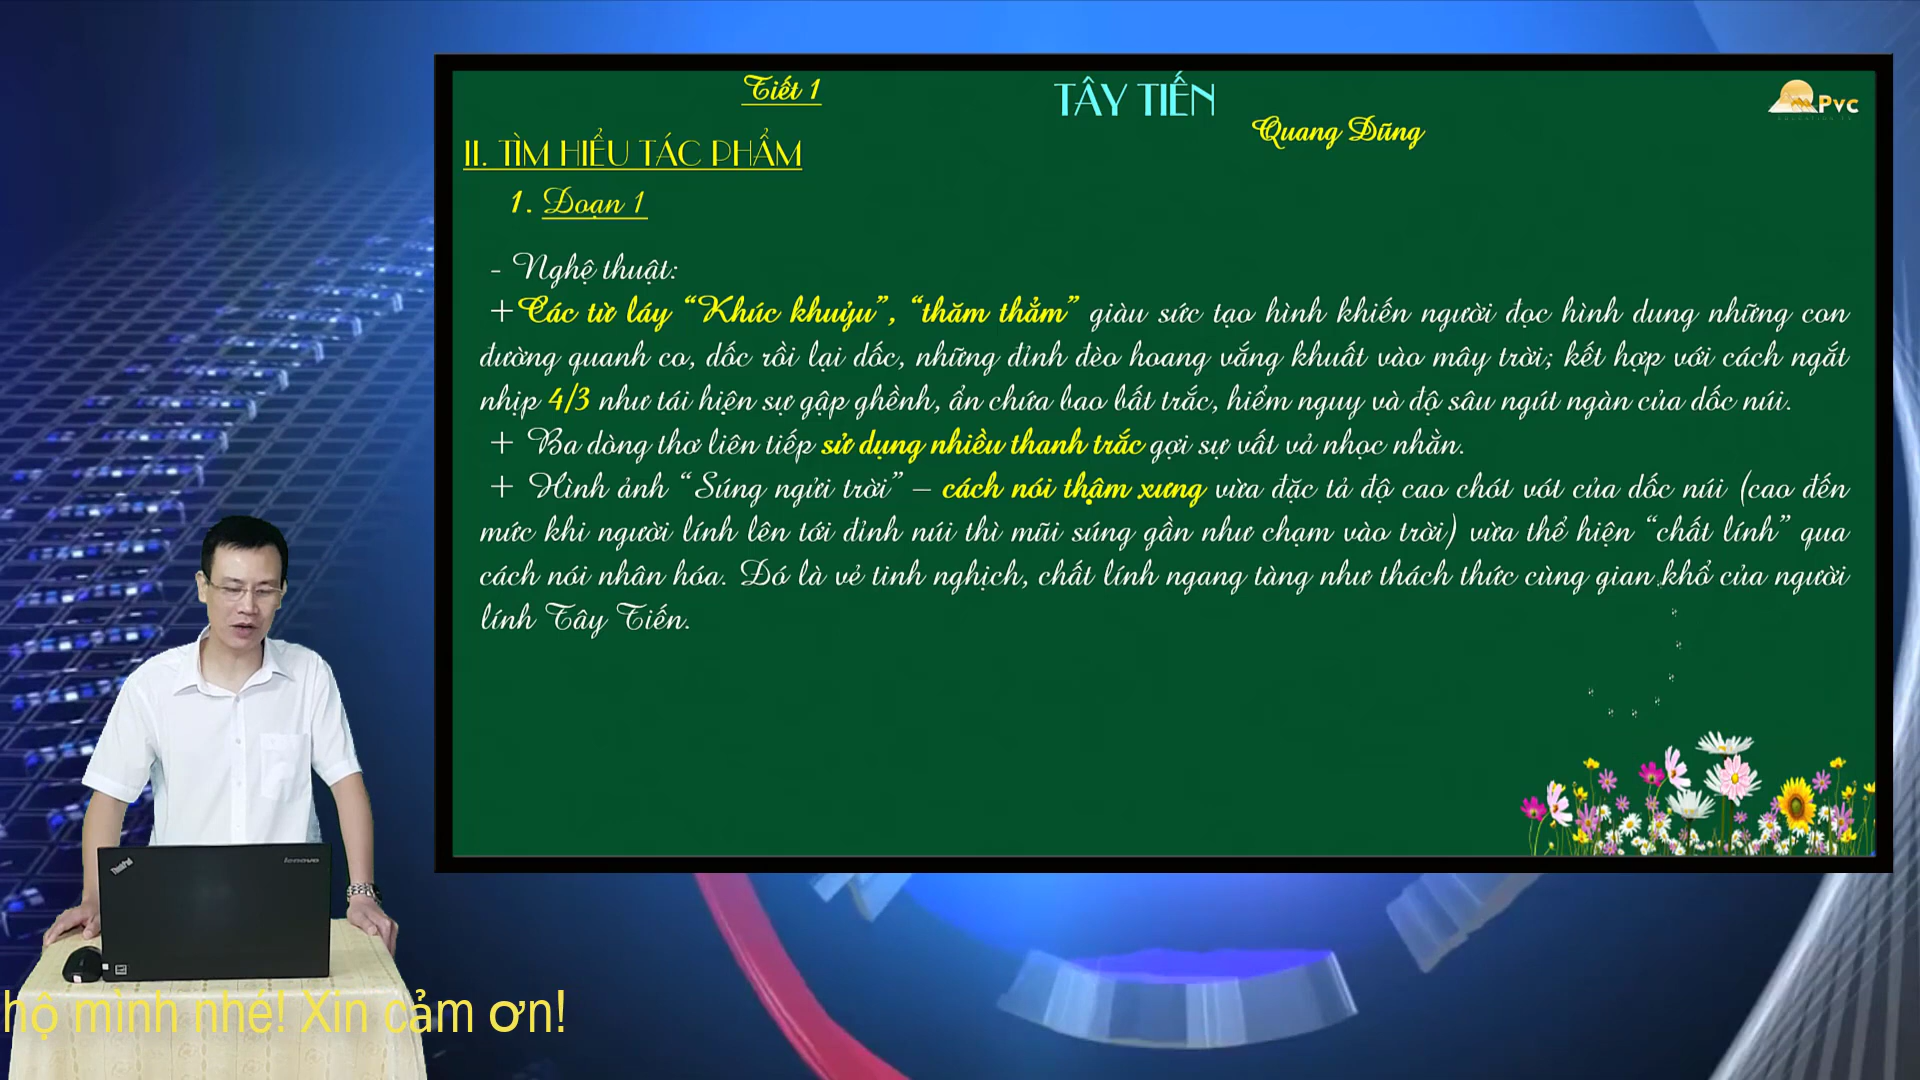 Tiết 1
TÂY TIẾN
Pvc
Quang Dũng
II. TÌM HIỂU TÁC PHẨM
1. Đoạn 1
- Nghệ thuật:
+Các từ láy “Khúc khuỷu”, “thăm thẳm” giàu sức tạo hình khiến người đọc hình dung những con
đường quanh co, dốc rồi lại dốc, những đỉnh đèo hoang vắng khuất vào mây trời; kết hợp với cách ngắt
nhịp 4/3 như tái hiện sự gập ghềnh, ẩn chứa bao bất trắc, hiểm nguy và độ sâu ngút ngàn của dốc núi.
+ Ba dòng thơ liên tiếp sử dụng nhiều thanh trắc gợi sự vất vả nhọc nhằn.
+ Hình ảnh “Súng ngửi trời” – cách nói thậm xưng vừa đặc tả độ cao chót vót của dốc núi (cao đến
mức khi người lính lên tới đỉnh núi thì mũi súng gần như chạm vào trời) vừa thể hiện “chất lính” qua
cách nói nhân hóa. Đó là vẻ tinh nghịch, chất lính ngang tàng như thách thức cùng gian khổ của người
lính Tây Tiến.
ThinkPad
lenovo
hộ mình nhé! Xin cảm ơn!